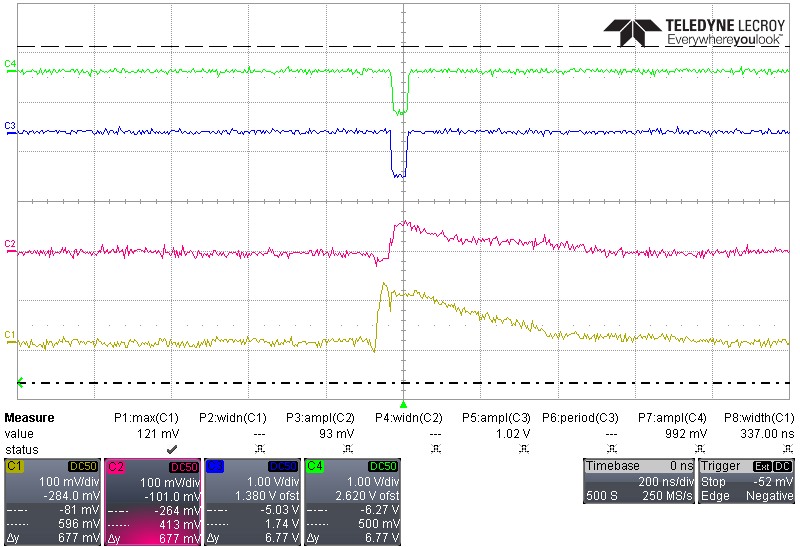 TELEDYNE LECROY
Everywhereyoulook™
C4
C3
C2
C1
Measure P1:max(C1) P2:widn(C1) P3:ampl(C2) P4:widn(C2) P5:ampl(C3) P6:period(C3) P7:ampl(C4) P8:width(C1)
value 121 mV --- 93 mV --- 1.02 V --- 992 mV 337.00 ns
status
C1 DC50
100 mV/div
-284.0 mV
-81 mV
596 mV
Δy 677 mV
C2 DC50
100 mV/div
-101.0 mV
-264 mV
413 mV
Δy 677 mV
C3 DC50
1.00 V/div
1.380 V ofst
-5.03 V
1.74 V
Δy 6.77 V
C4 DC50
1.00 V/div
2.620 V ofst
-6.27 V
500 mV
Δy 6.77 V
Timebase 0 ns
200 ns/div
500 S 250 MS/s
Trigger Ext DC
Stop -52 mV
Edge Negative